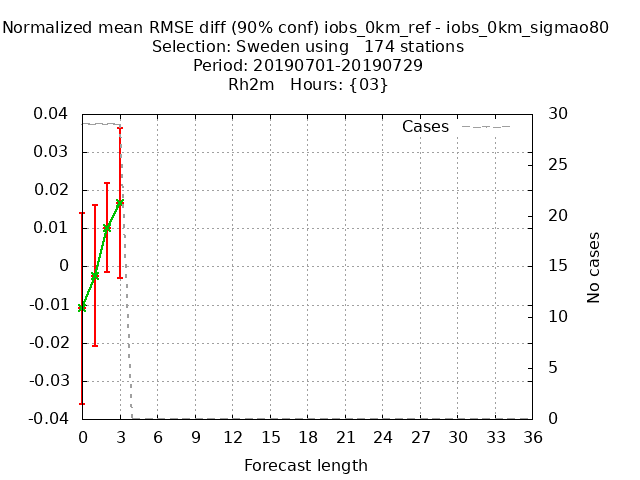 Normalized mean RMSE diff (90% conf) iobs_0km_ref - iobs_0km_sigmao80
Selection: Sweden using   174 stations
Period: 20190701-20190729
Rh2m   Hours: {03}
Cases
0.04
0.03
0.02
0.01
0
-0.01
-0.02
-0.03
-0.04
30
25
20
15
10
5
0
No cases
0 3 6 9 12 15 18 21 24 27 30 33 36
Forecast length